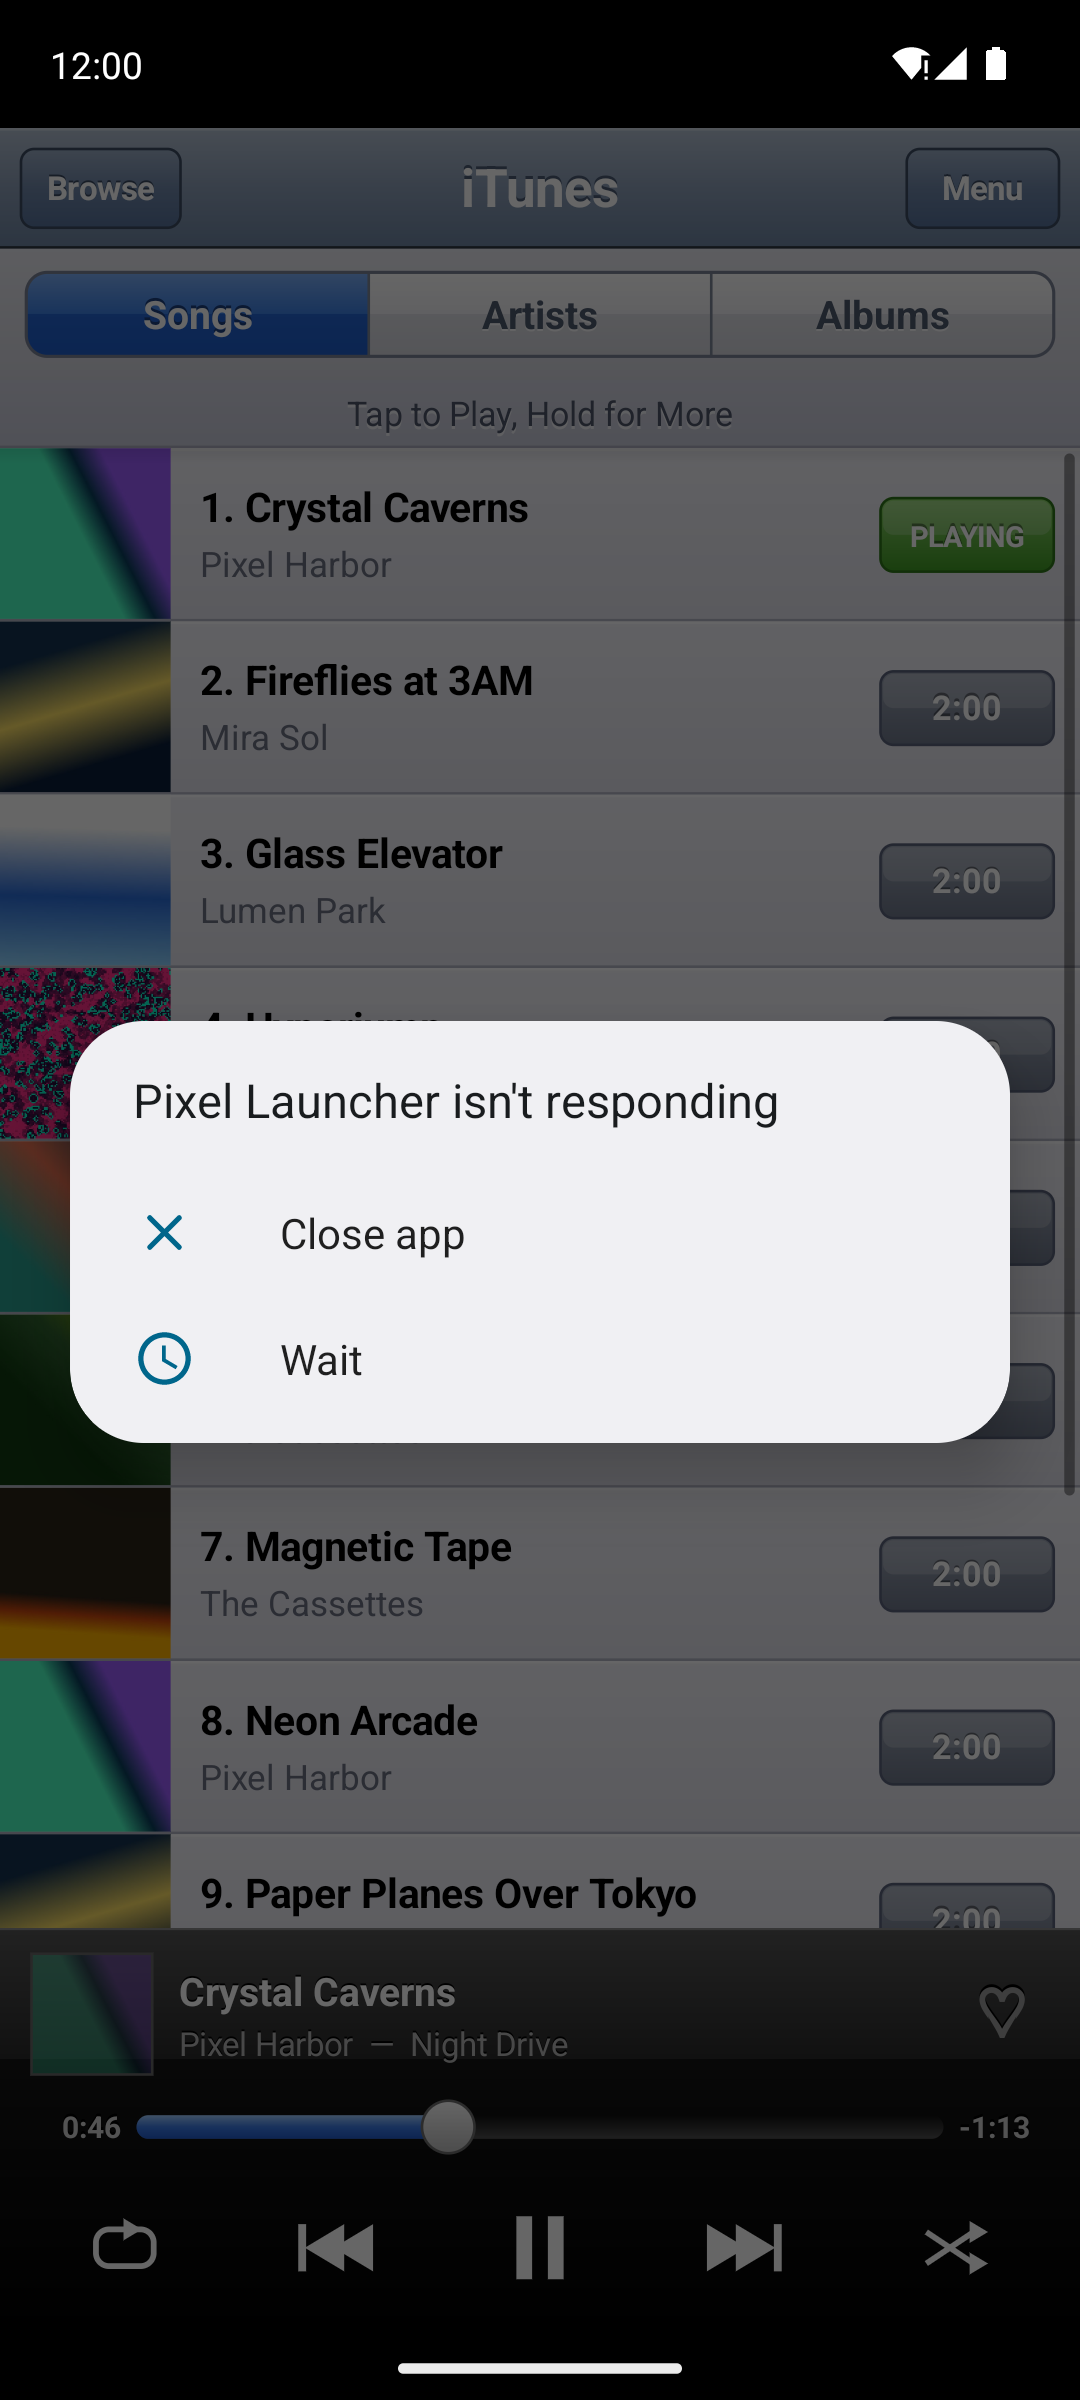 12:00
Browse
iTunes
Menu
Songs
Artists
Albums
Tap to Play, Hold for More
1. Crystal Caverns
Pixel Harbor
PLAYING
2. Fireflies at 3AM
Mira Sol
2:00
3. Glass Elevator
Lumen Park
2:00
Pixel Launcher isn't responding
Close app
Wait
7. Magnetic Tape
The Cassettes
2:00
8. Neon Arcade
Pixel Harbor
2:00
9. Paper Planes Over Tokyo
2:00
Crystal Caverns
Pixel Harbor — Night Drive
0:46
-1:13